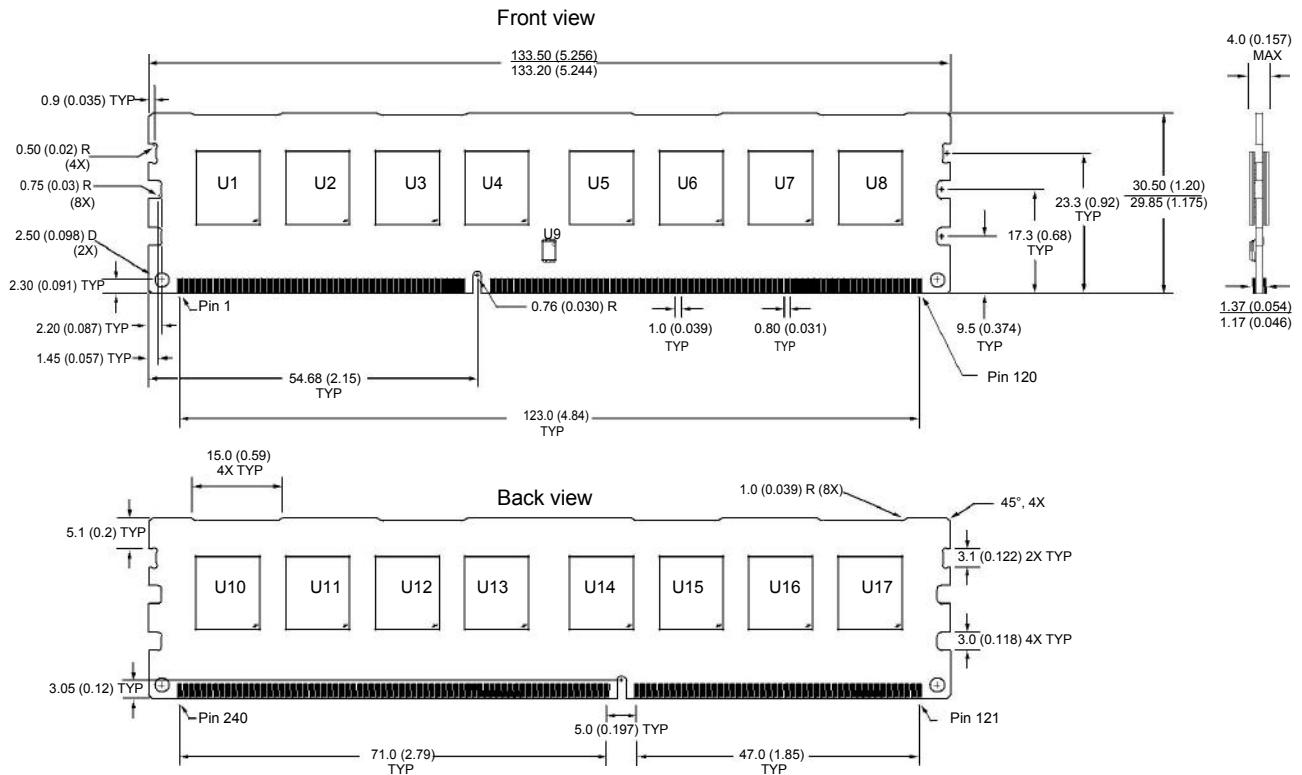 Front view
133.50 (5.256)
133.20 (5.244)
4.0 (0.157)
MAX
0.9 (0.035) TYP
0.50 (0.02) R
(4X)
0.75 (0.03) R
(8X)
2.50 (0.098) D
(2X)
2.30 (0.091) TYP
2.20 (0.087) TYP
1.45 (0.057) TYP
U1
U2
U3
U4
U5
U6
U7
U8
U9
23.3 (0.92)
TYP
30.50 (1.20)
29.85 (1.175)
17.3 (0.68)
TYP
Pin 1
0.76 (0.030) R
1.0 (0.039)
TYP
0.80 (0.031)
TYP
9.5 (0.374)
TYP
1.37 (0.054)
1.17 (0.046)
54.68 (2.15)
TYP
Pin 120
123.0 (4.84)
TYP
15.0 (0.59)
4X TYP
Back view
1.0 (0.039) R (8X)
45°, 4X
5.1 (0.2) TYP
3.1 (0.122) 2X TYP
U10
U11
U12
U13
U14
U15
U16
U17
3.0 (0.118) 4X TYP
3.05 (0.12) TYP
Pin 240
5.0 (0.197) TYP
Pin 121
71.0 (2.79)
TYP
47.0 (1.85)
TYP